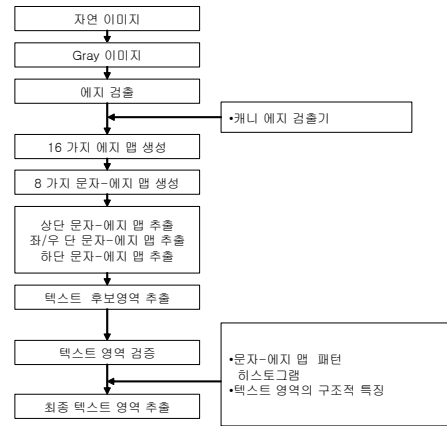 자연 이미지
Gray 이미지
에지 검출
•캐니 에지 검출기
16 가지 에지 맵 생성
8 가지 문자-에지 맵 생성
상단 문자-에지 맵 추출
좌/우 단 문자-에지 맵 추출
하단 문자-에지 맵 추출
텍스트 후보영역 추출
텍스트 영역 검증
•문자-에지 맵 패턴
히스토그램
•텍스트 영역의 구조적 특징
최종 텍스트 영역 추출